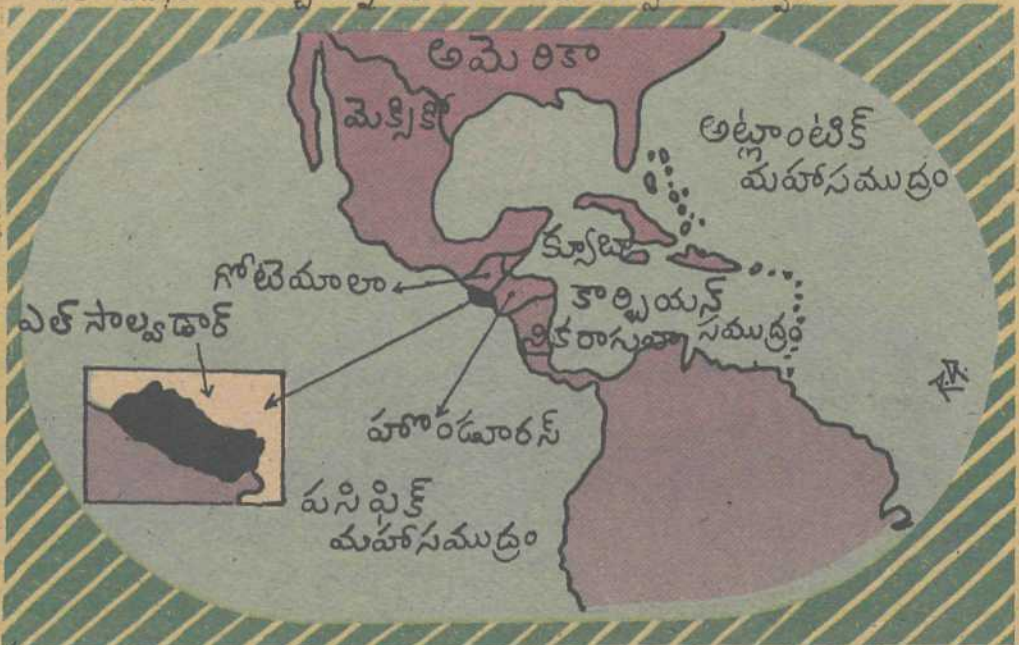 అమెరికా
మెక్సికో
అట్లాంటిక్
మహాసముద్రం
క్యూబా
గోటెమాలా
కార్బియన్
సముద్రం
నికరాగువా
ఎల్ సాల్వడార్
హొండూరస్
పసిఫిక్
మహాసముద్రం